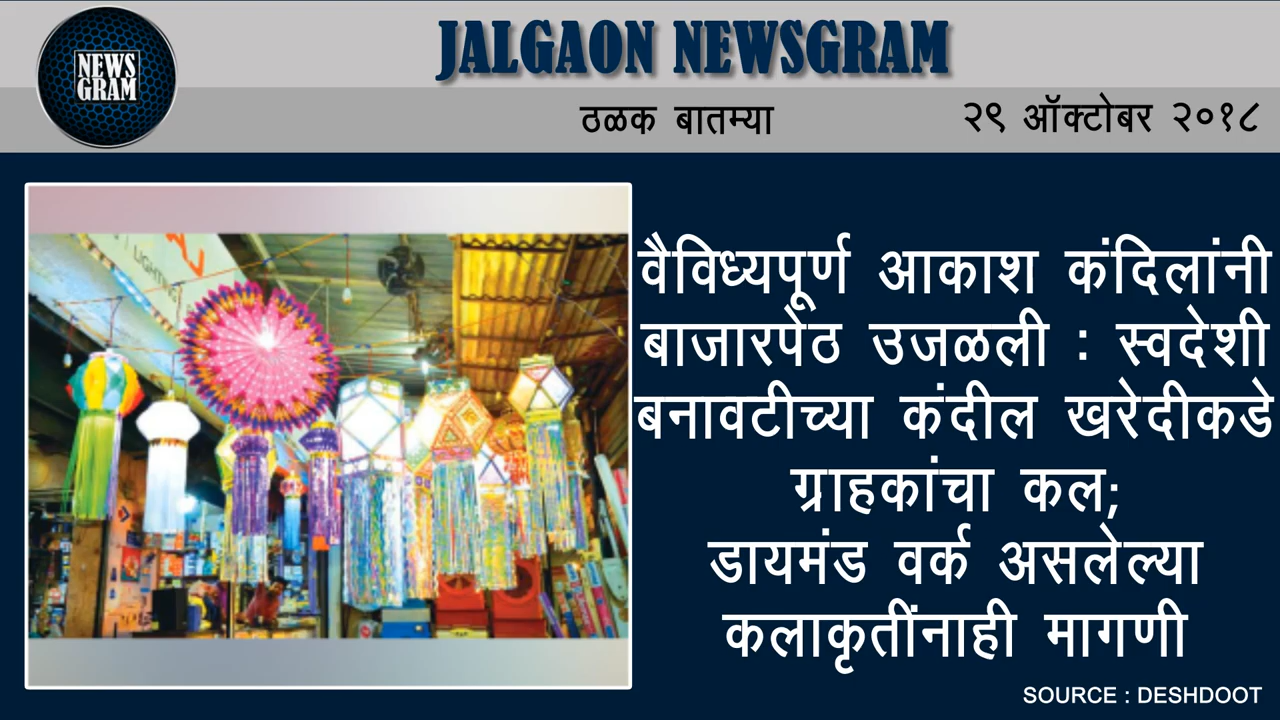 NEWS
GRAM
JALGAON NEWSGRAM
ठळक बातम्या
२९ ऑक्टोबर २०१८
LIGHTING
वैविध्यपूर्ण आकाश कंदिलांनी
बाजारपेठ उजळली : स्वदेशी
बनावटीच्या कंदील खरेदीकडे
ग्राहकांचा कल;
डायमंड वर्क असलेल्या
कलाकृतींनाही मागणी
SOURCE : DESHDOOT